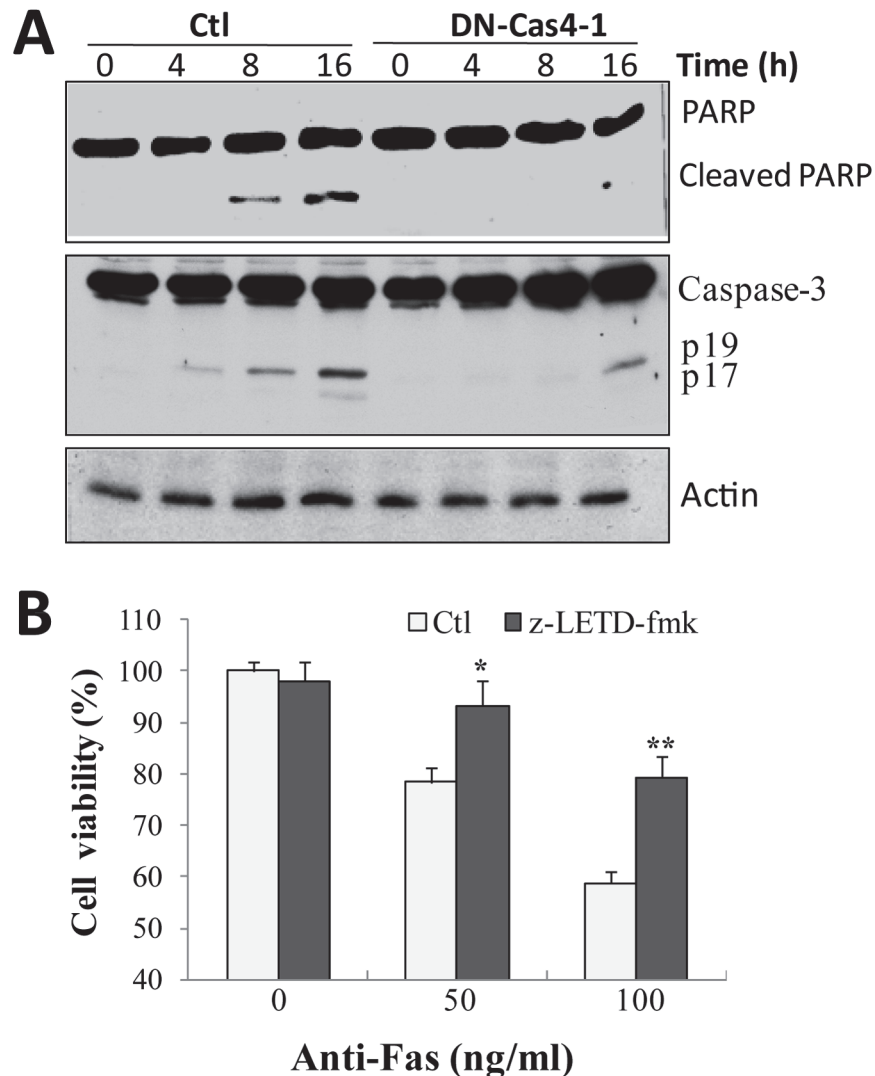 A
Ctl DN-Cas4-1
0 4 8 16 0 4 8 16 Time (h)
PARP
Cleaved PARP
Caspase-3
p19
p17
Actin
B
Ctl z-LETD-fmk
110
100
90
80
70
60
50
40
Cell viability (%)
*
**
0 50 100
Anti-Fas (ng/ml)